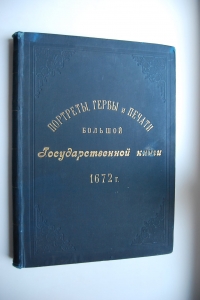 ПОРТРЕТЫ, ГЕРБЫ и ПЕЧАТИ
БОЛЬШОЙ
Государственной книги
1672 г.